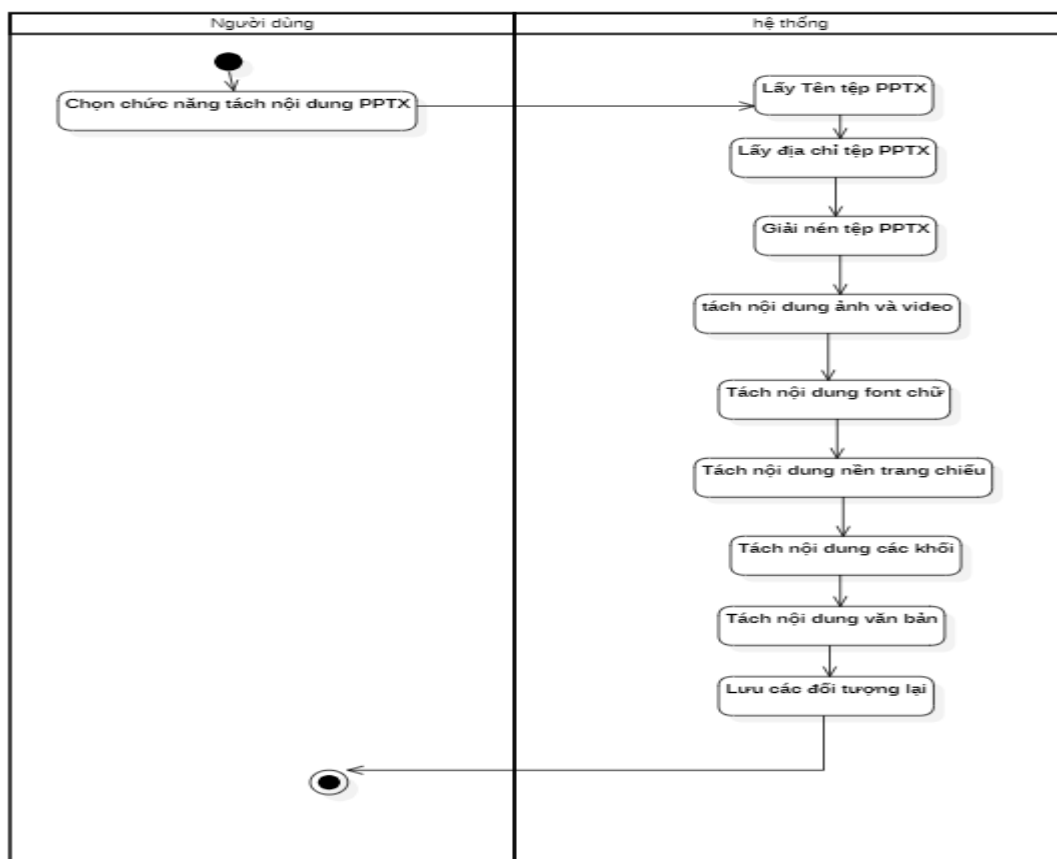 Người dùng
hệ thống
Chọn chức năng tách nội dung PPTX
Lấy Tên tệp PPTX
Lấy địa chỉ tệp PPTX
Giải nén tệp PPTX
tách nội dung ảnh và video
Tách nội dung font chữ
Tách nội dung nền trang chiếu
Tách nội dung các khối
Tách nội dung văn bản
Lưu các đối tượng lại